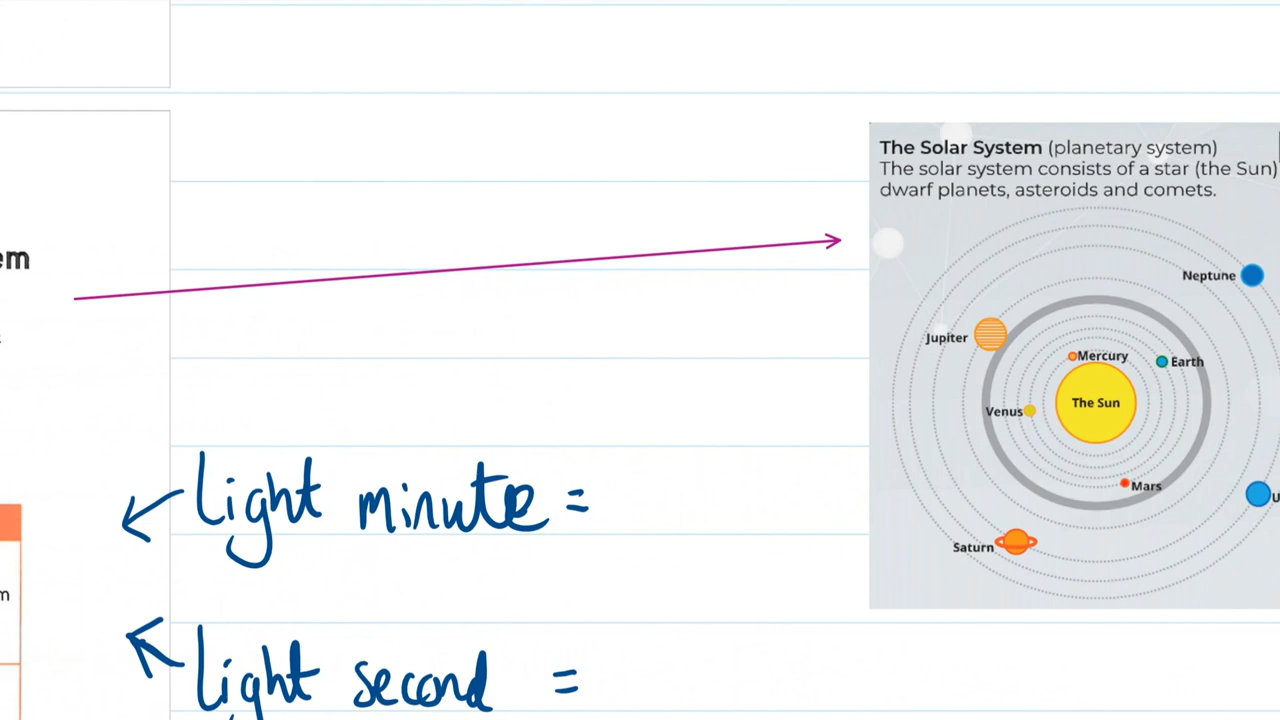 The Solar System (planetary system)
The solar system consists of a star (the Sun)
dwarf planets, asteroids and comets.
em
Neptune
Jupiter
Mercury
Earth
The Sun
Venus
Mars
U
Saturn
light minute =
m
light second =